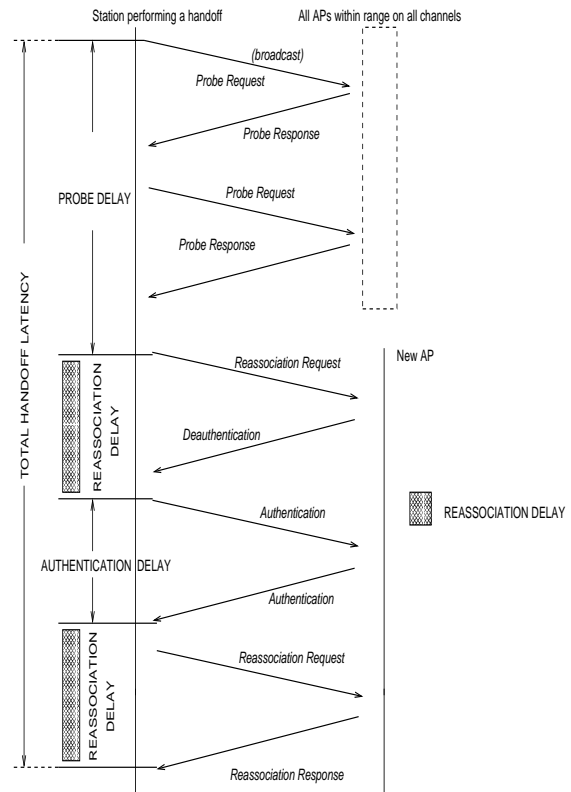 Station performing a handoff
All APs within range on all channels
(broadcast)
Probe Request
Probe Response
Probe Request
PROBE DELAY
Probe Response
TOTAL HANDOFF LATENCY
New AP
Reassociation Request
REASSOCIATION
DELAY
Deauthentication
Authentication
REASSOCIATION DELAY
AUTHENTICATION DELAY
Authentication
REASSOCIATION
DELAY
Reassociation Request
Reassociation Response